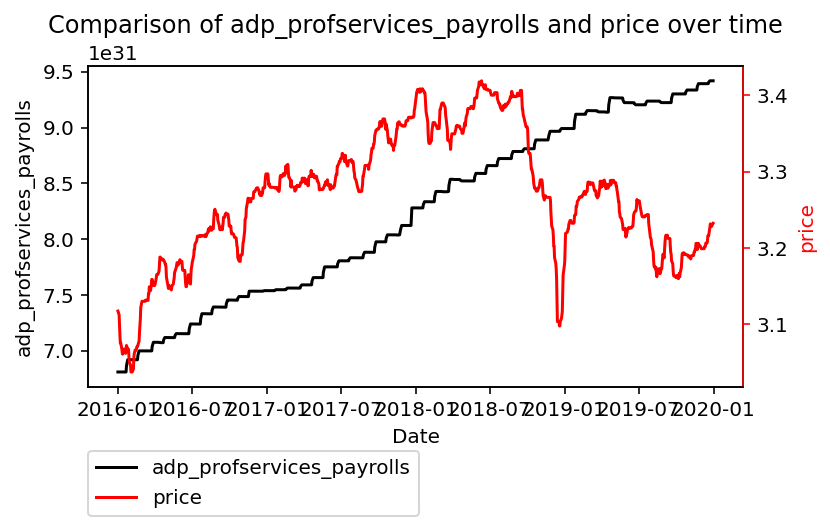 Comparison of adp_profservices_payrolls and price over time
1e31
9.5
9.0
8.5
8.0
7.5
7.0
adp_profservices_payrolls
3.4
3.3
3.2
3.1
price
2016-01 2016-07 2017-01 2017-07 2018-01 2018-07 2019-01 2019-07 2020-01
Date
adp_profservices_payrolls
price